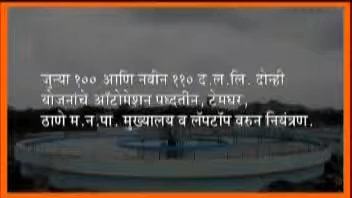 जुन्या १०० आणि नवीन ११० द.ल.लि. दोन्ही
योजनांचे ऑटोमेशन पध्दतीन, टेमघर,
ठाणे म.न.पा. मुख्यालय व लॅपटॉप वरुन नियंत्रण.